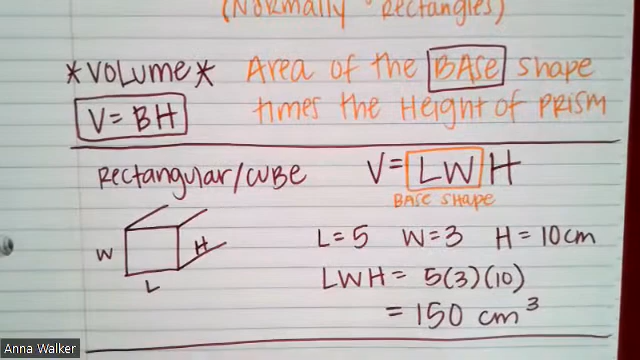 (Normally Rectangles)
*VOLUME* Area of the BASE shape
V=BH times the Height of PRISM
Rectangular/CUBE V=LWH
BASE SHAPE
W H L=5 W=3 H=10cm
L LWH= 5(3)(10)
=150 cm³
Anna Walker